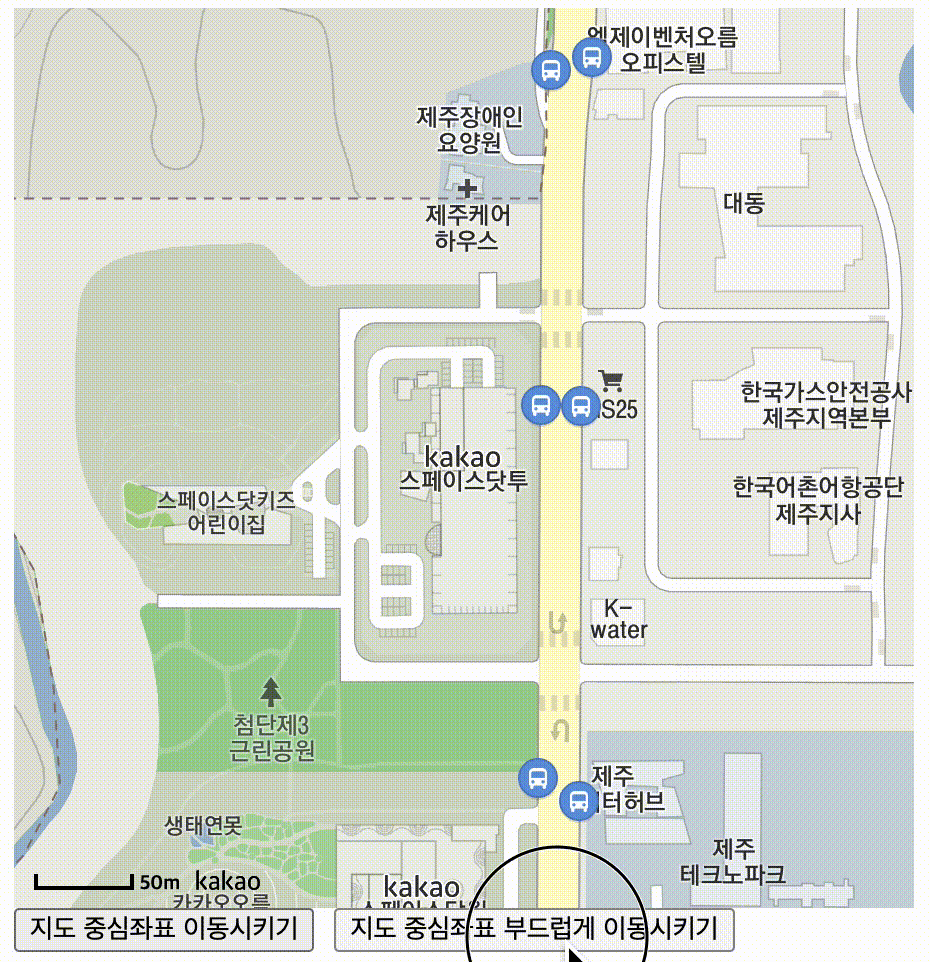 엘제이벤처오름
오피스텔
제주장애인
요양원
제주케어
하우스
대동
한국가스안전공사
제주지역본부
S25
kakao
스페이스닷투
한국어촌어항공단
제주지사
스페이스닷키즈
어린이집
K-
water
첨단제3
근린공원
제주
터허브
생태연못
제주
테크노파크
50m
kakao
카카오오름
kakao
스페이스닷원
지도 중심좌표 이동시키기
지도 중심좌표 부드럽게 이동시키기